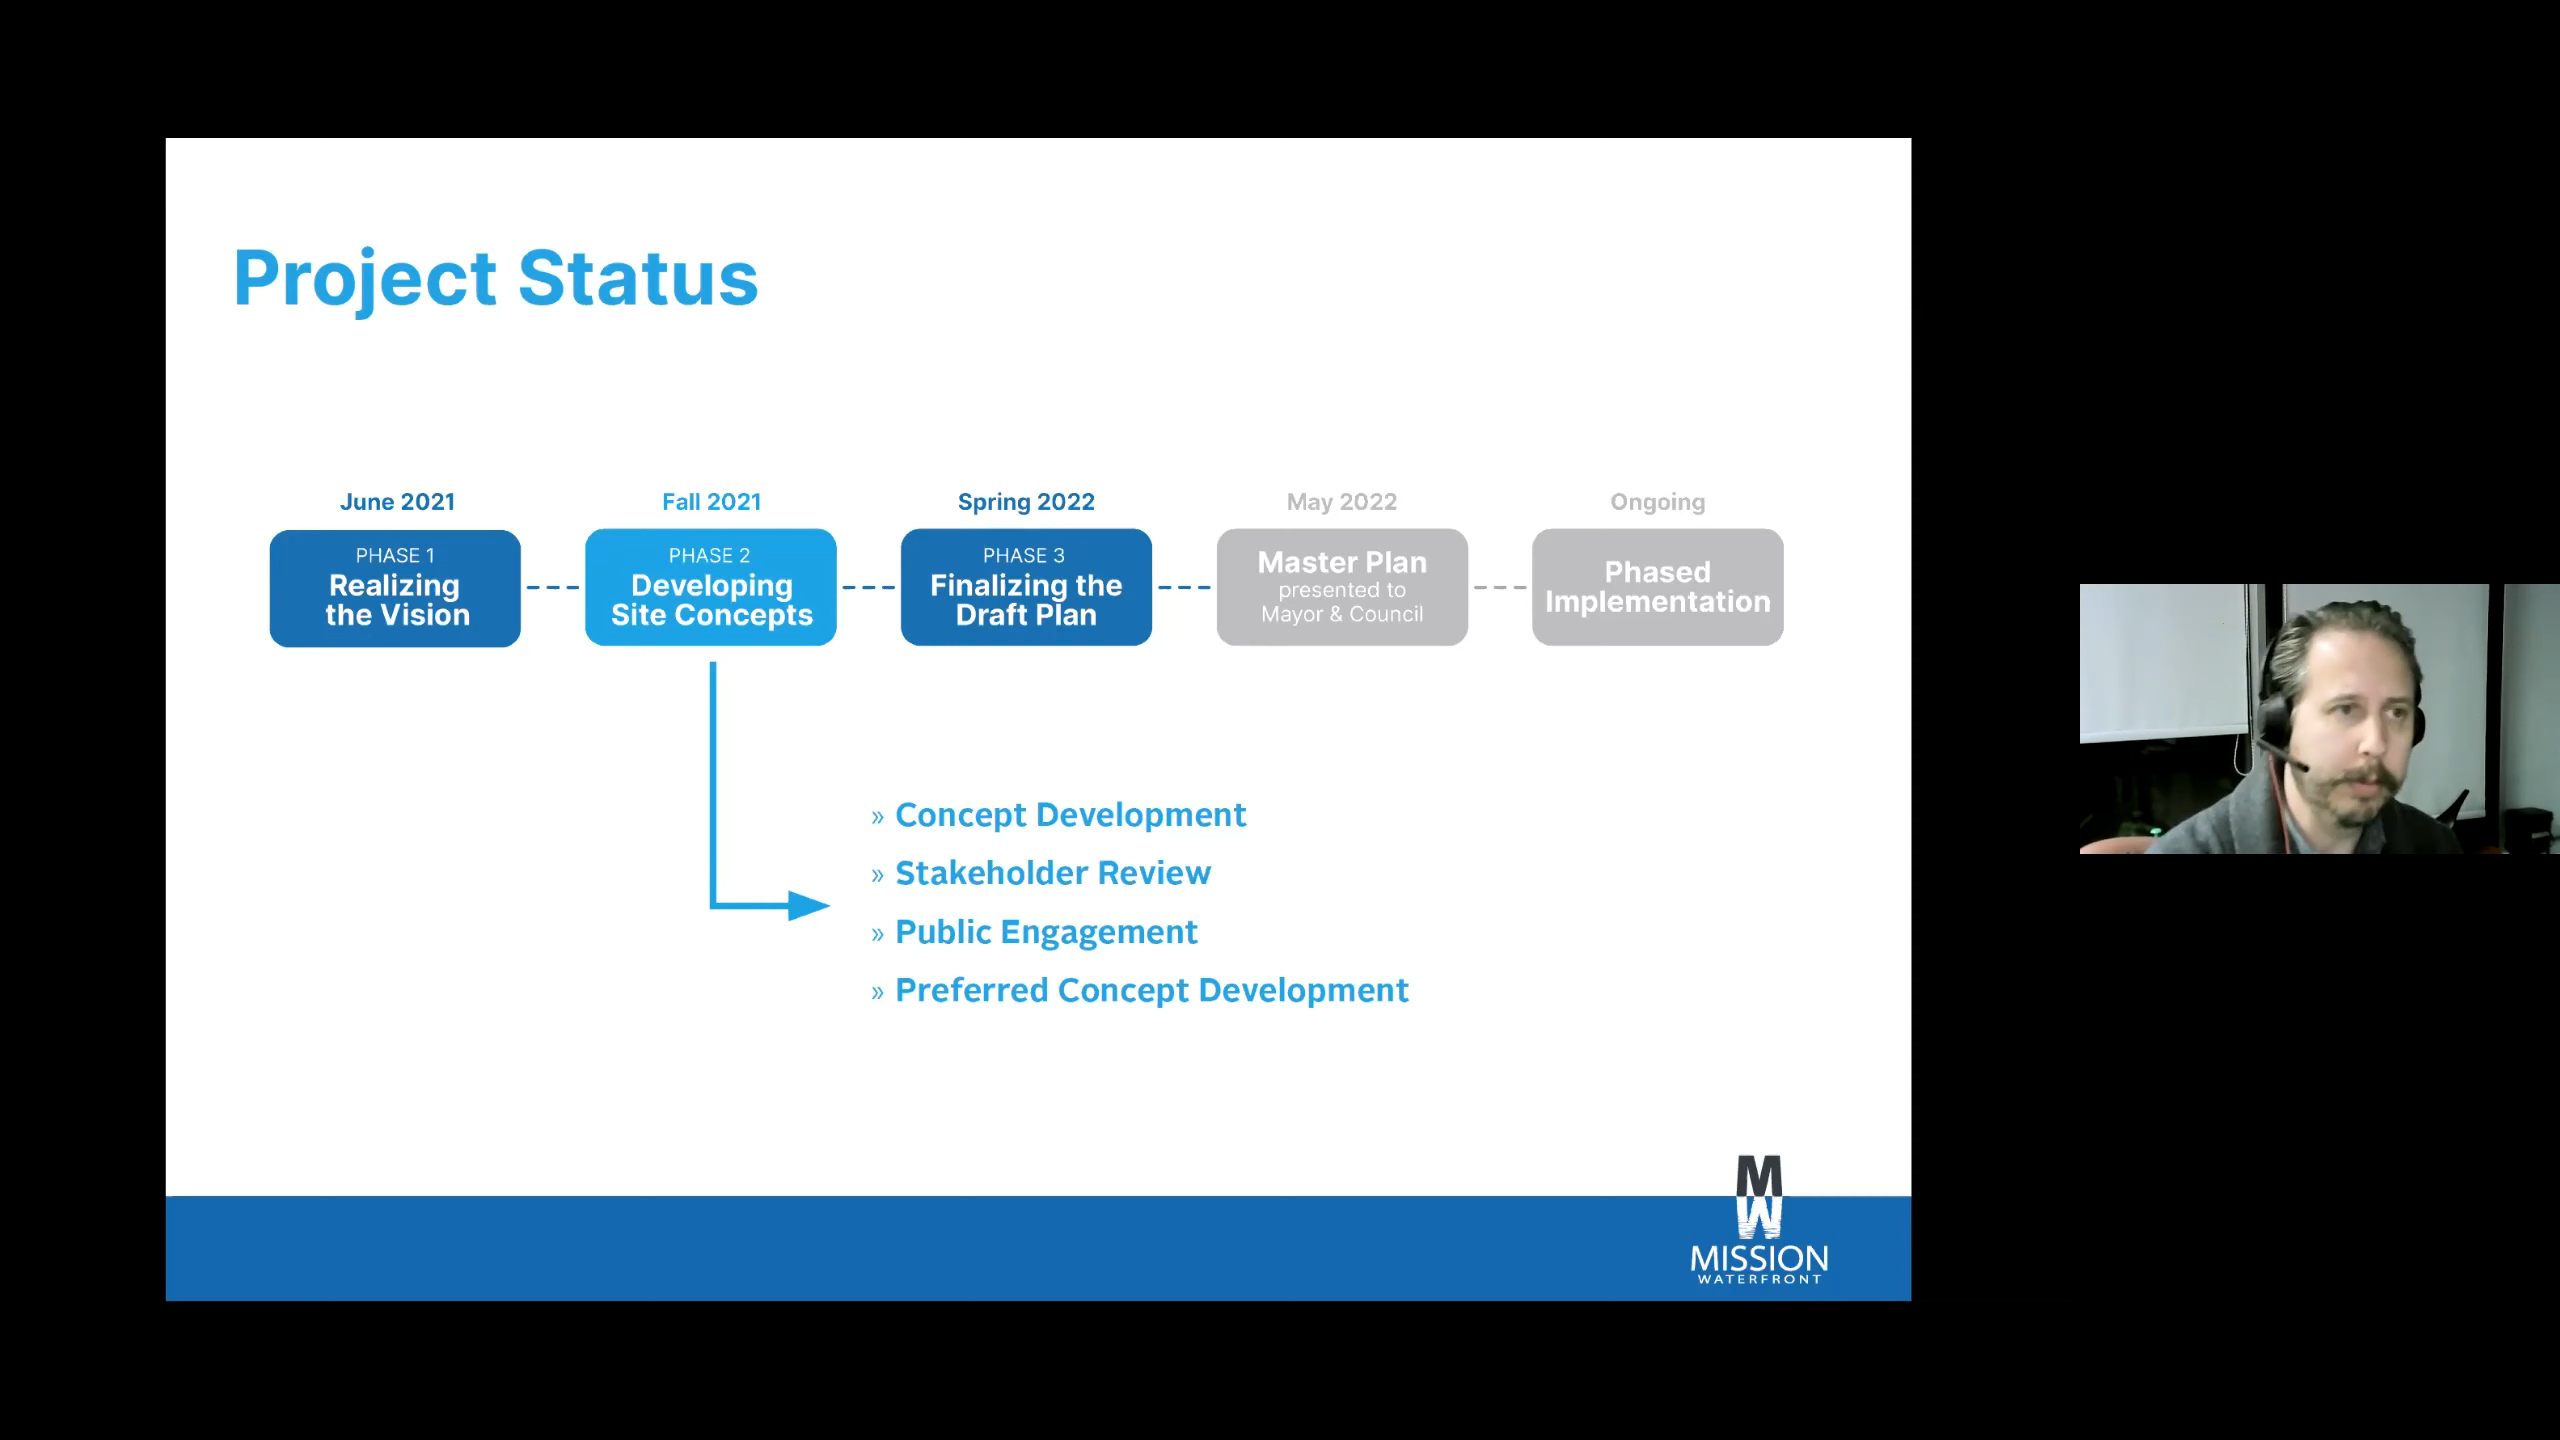 Project Status
June 2021
Fall 2021
Spring 2022
May 2022
Ongoing
PHASE 1
Realizing
the Vision
PHASE 2
Developing
Site Concepts
PHASE 3
Finalizing the
Draft Plan
Master Plan
presented to
Mayor & Council
Phased
Implementation
» Concept Development
» Stakeholder Review
» Public Engagement
» Preferred Concept Development
MW
MISSION
WATERFRONT